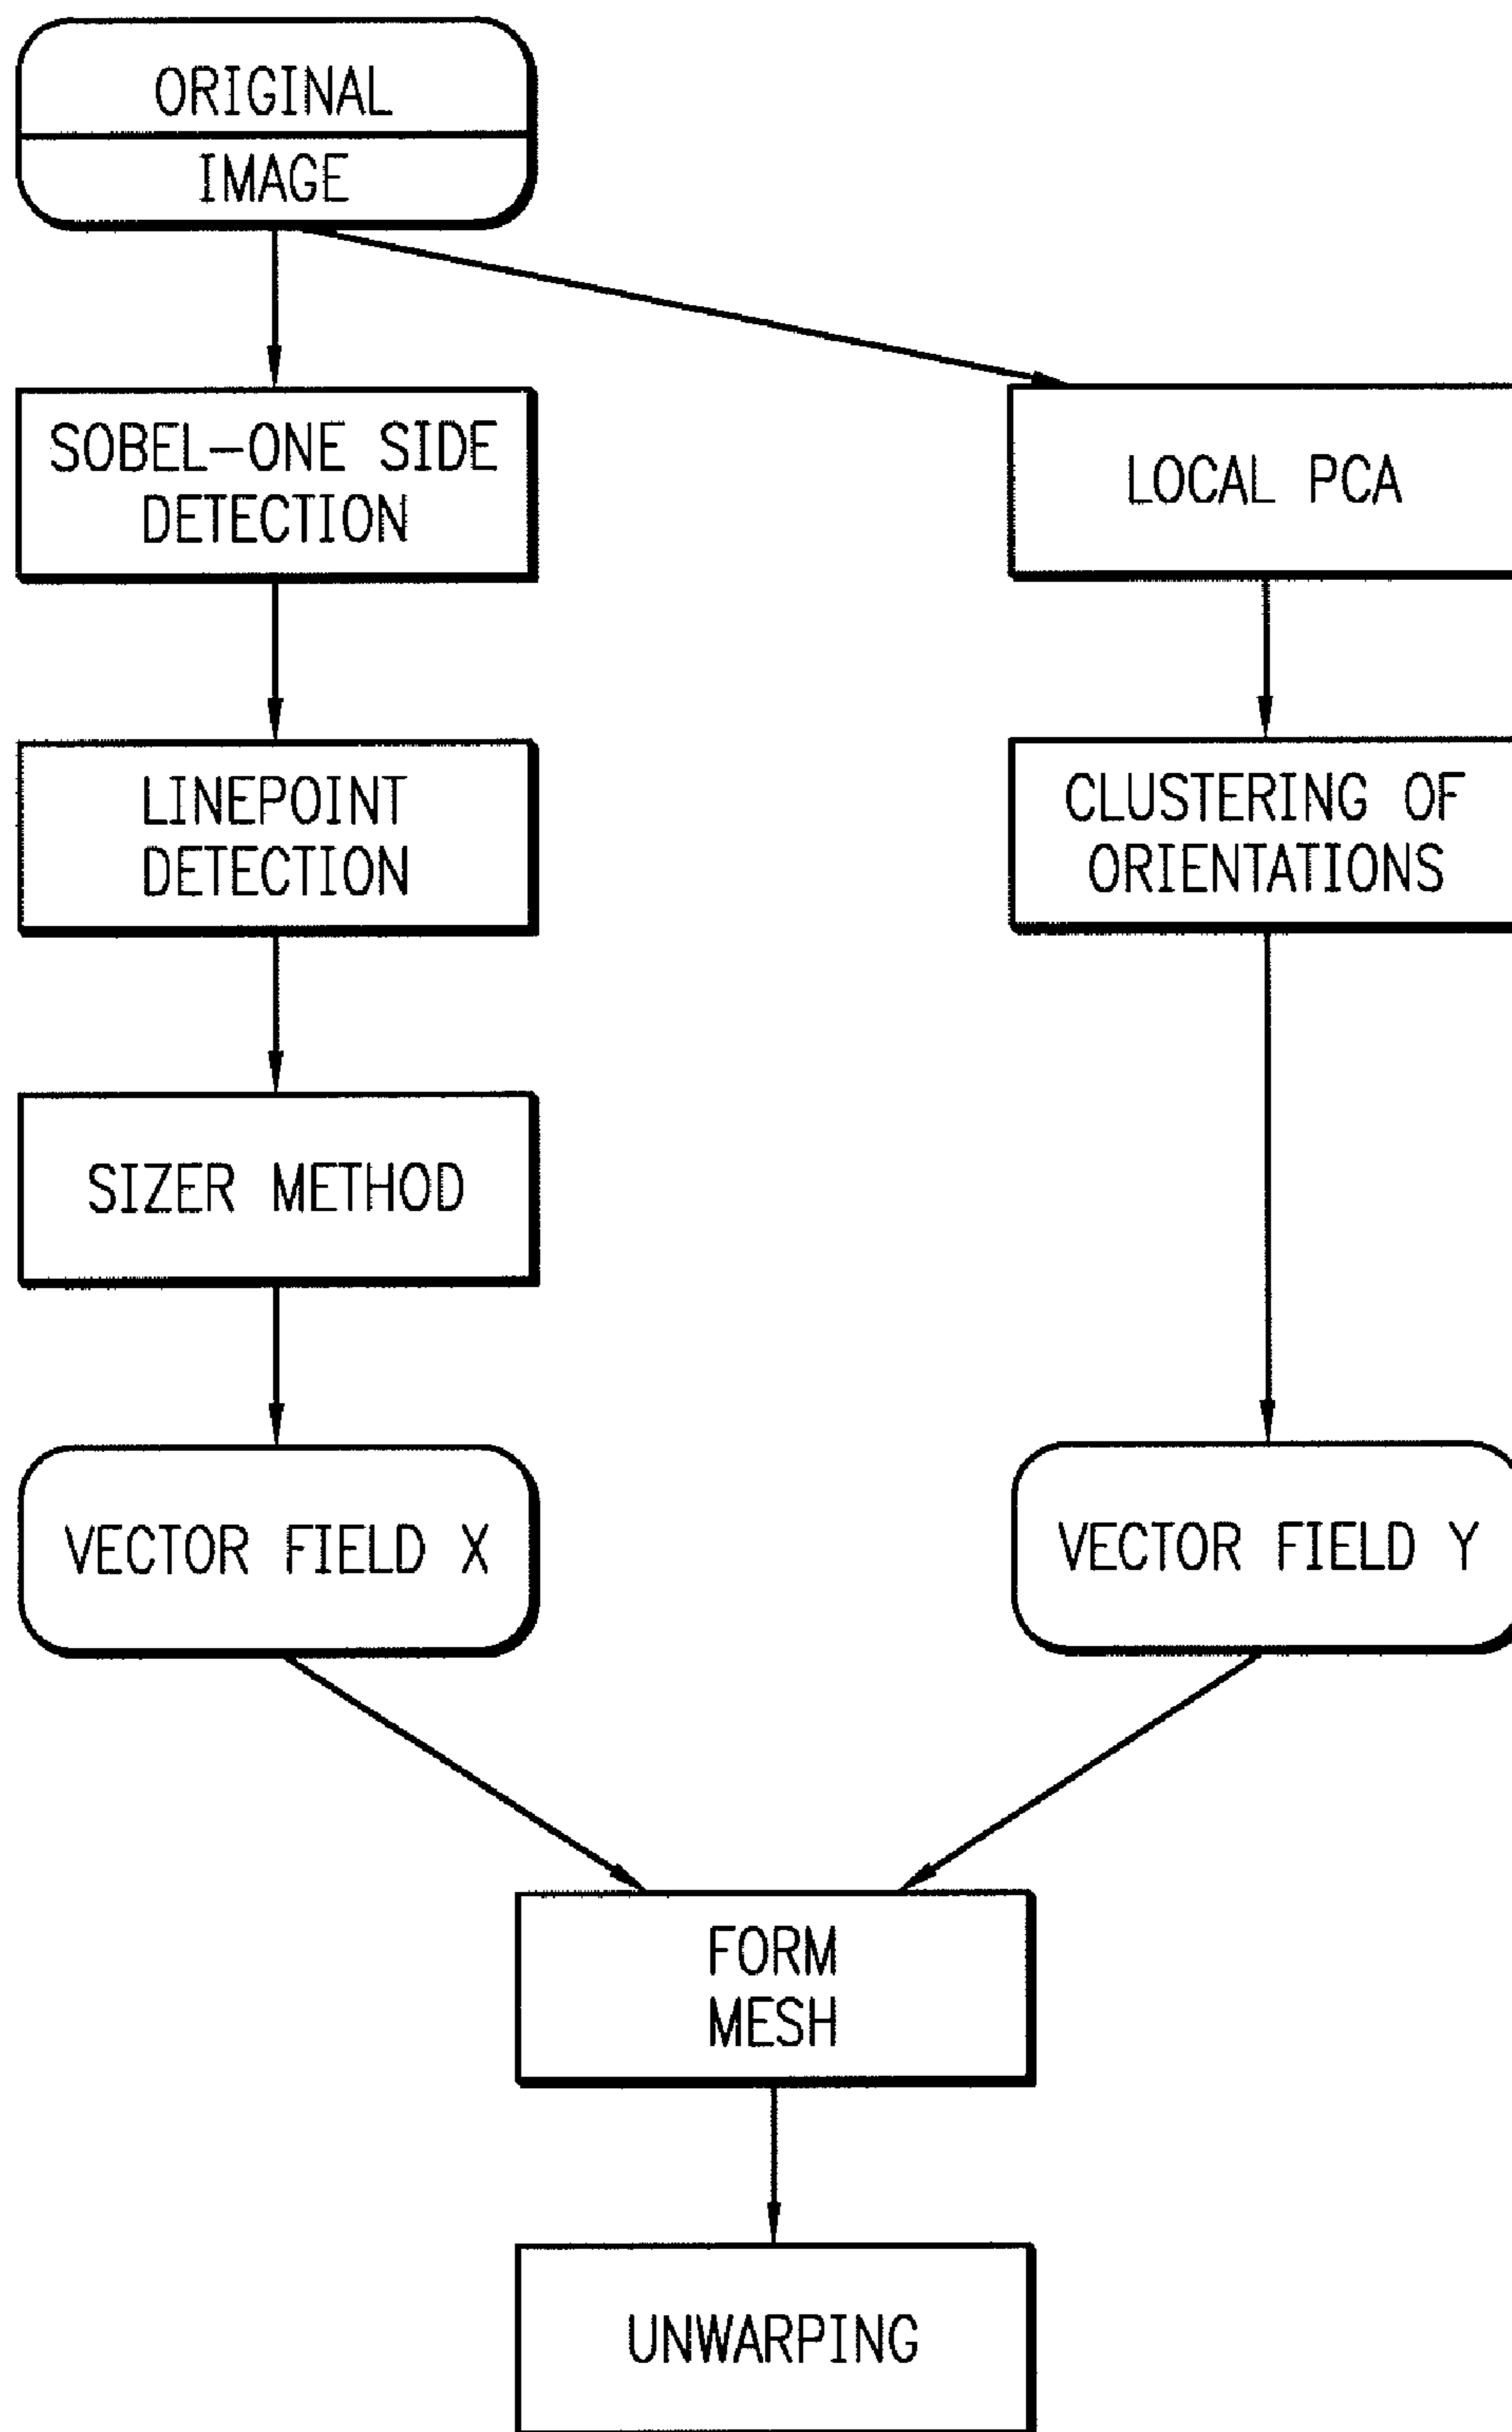 ORIGINAL
IMAGE
SOBEL-ONE SIDE
DETECTION
LOCAL PCA
LINEPOINT
DETECTION
CLUSTERING OF
ORIENTATIONS
SIZER METHOD
VECTOR FIELD X
VECTOR FIELD Y
FORM
MESH
UNWARPING